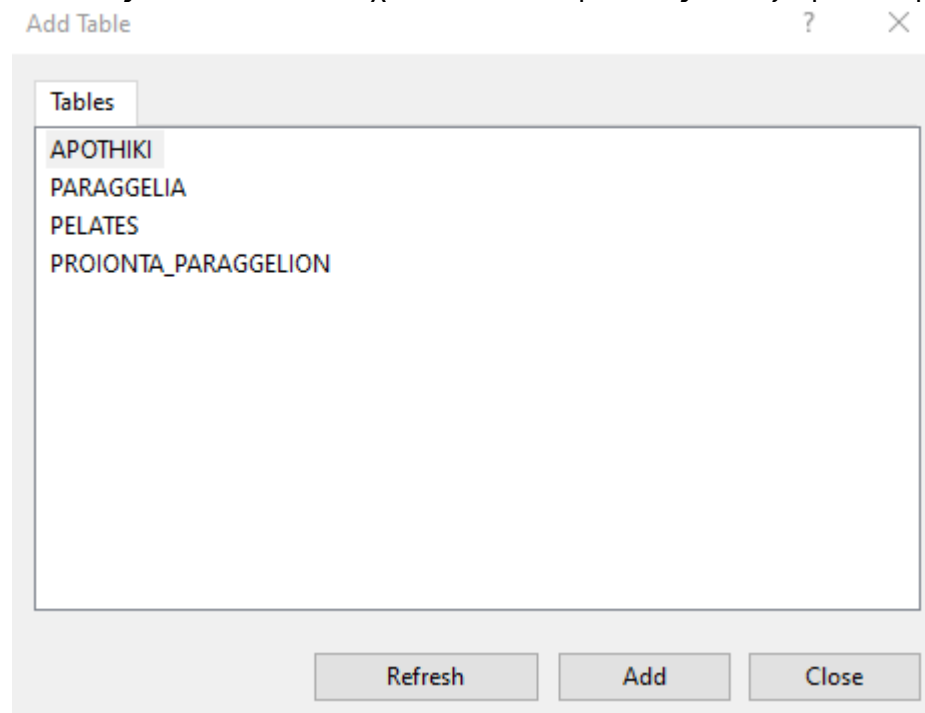 Add Table
Tables
APOTHIKI
PARAGGELIA
PELATES
PROIONTA_PARAGGELION
Refresh
Add
Close